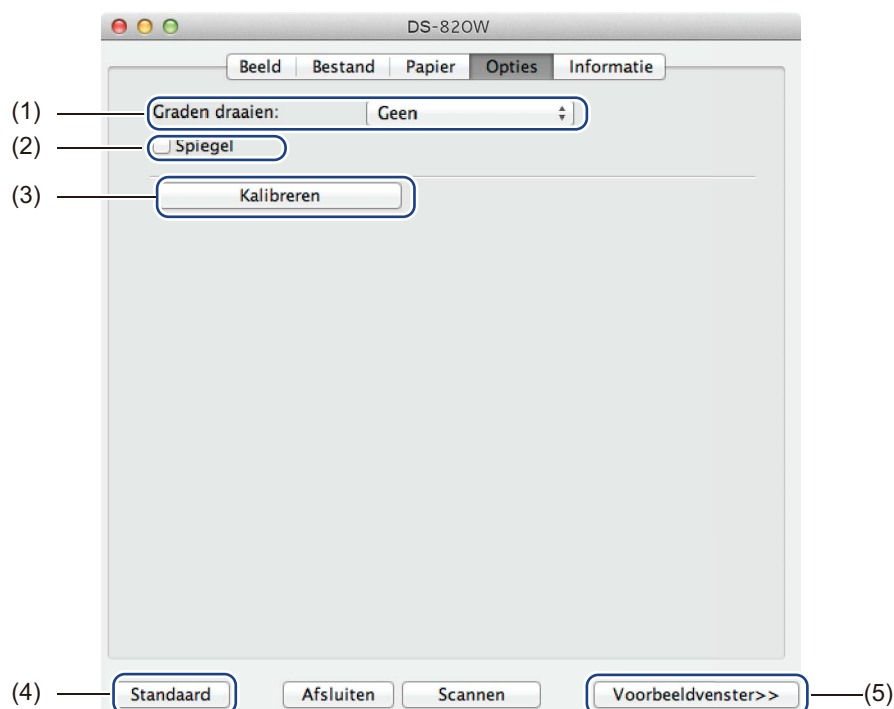 DS-820W
Beeld Bestand Papier Opties Informatie
(1) Graden draaien: Geen
(2) Spiegel
(3) Kalibreren
(4) Standaard Afsluiten Scannen Voorbeeldvenster>> (5)